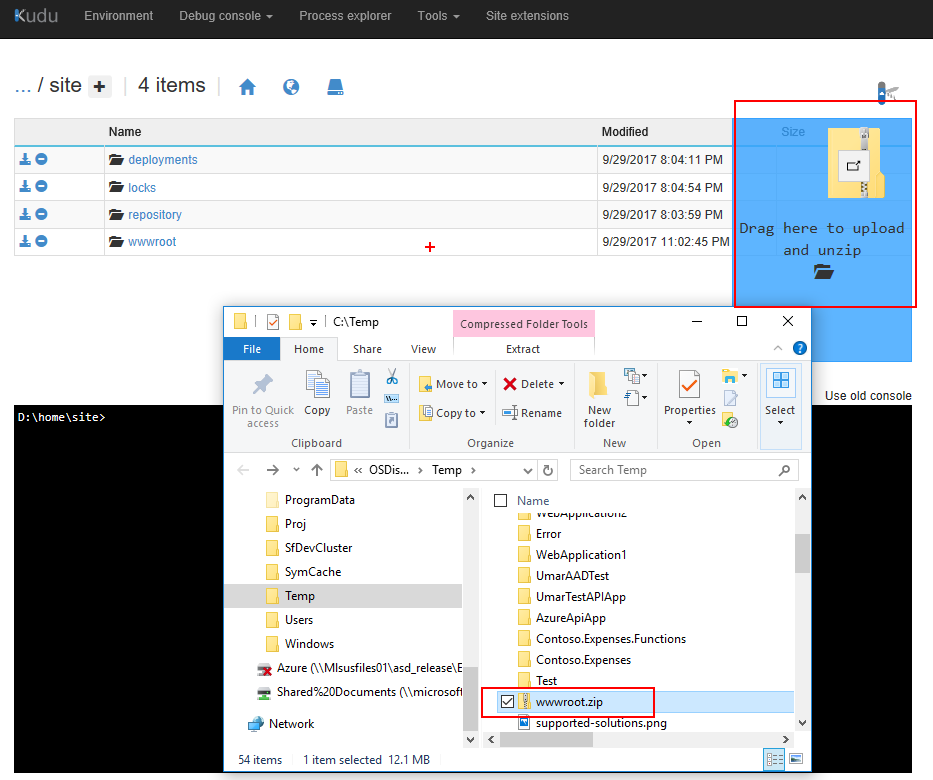 Kudu Environment Debug console Process explorer Tools Site extensions
... / site + 4 items
Name Modified Size
deployments 9/29/2017 8:04:11 PM
locks 9/29/2017 8:04:54 PM
repository 9/29/2017 8:03:59 PM
wwwroot 9/29/2017 11:02:45 PM
Drag here to upload
and unzip
Use old console
D:\home\site>
C:\Temp
Compressed Folder Tools
File Home Share View Extract
Pin to Quick access
Copy
Paste
Move to
Copy to
Delete
Rename
New folder
Properties
Select
Clipboard Organize New Open
« OSDis... > Temp >
Search Temp
ProgramData
Proj
SfDevCluster
SymCache
Temp
Users
Windows
Azure (\\MIsusfiles01\asd_release\E
Shared%20Documents (\\microsoft
Network
Name
WebApplication2
Error
WebApplication1
UmarAADTest
UmarTestAPIApp
AzureApiApp
Contoso.Expenses.Functions
Contoso.Expenses
Test
wwwroot.zip
supported-solutions.png
54 items 1 item selected 12.1 MB